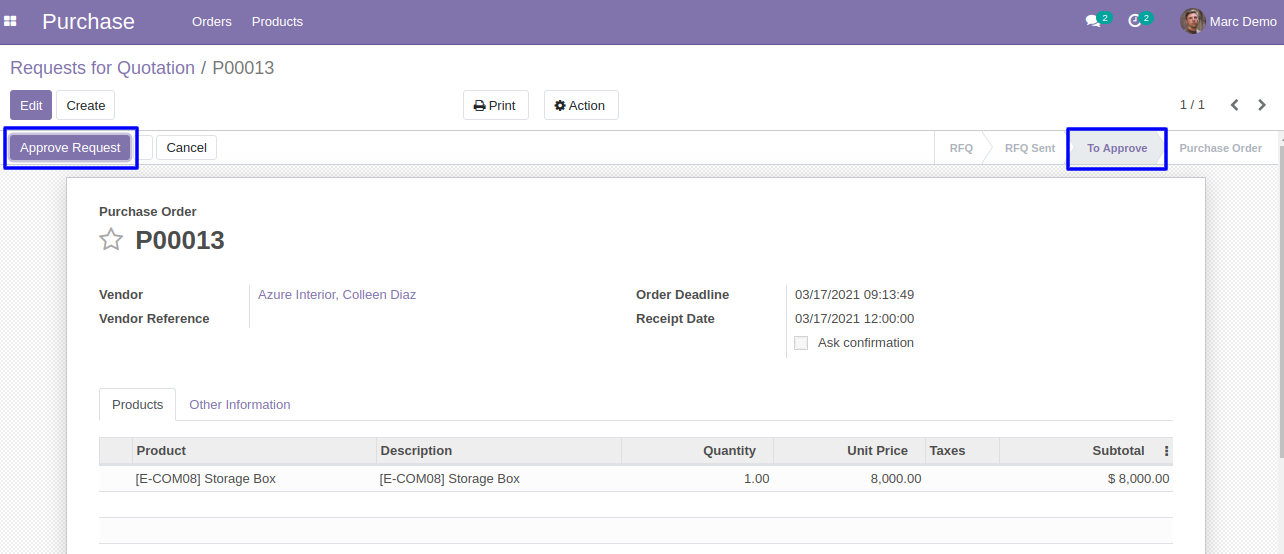 Purchase Orders Products 2 2 Marc Demo
Requests for Quotation / P00013
Edit Create Print Action 1 / 1
Approve Request Cancel RFQ RFQ Sent To Approve Purchase Order
Purchase Order
P00013
Vendor Azure Interior, Colleen Diaz Order Deadline 03/17/2021 09:13:49
Vendor Reference Receipt Date 03/17/2021 12:00:00
Ask confirmation
Products Other Information
Product Description Quantity Unit Price Taxes Subtotal
[E-COM08] Storage Box [E-COM08] Storage Box 1.00 8,000.00 $ 8,000.00